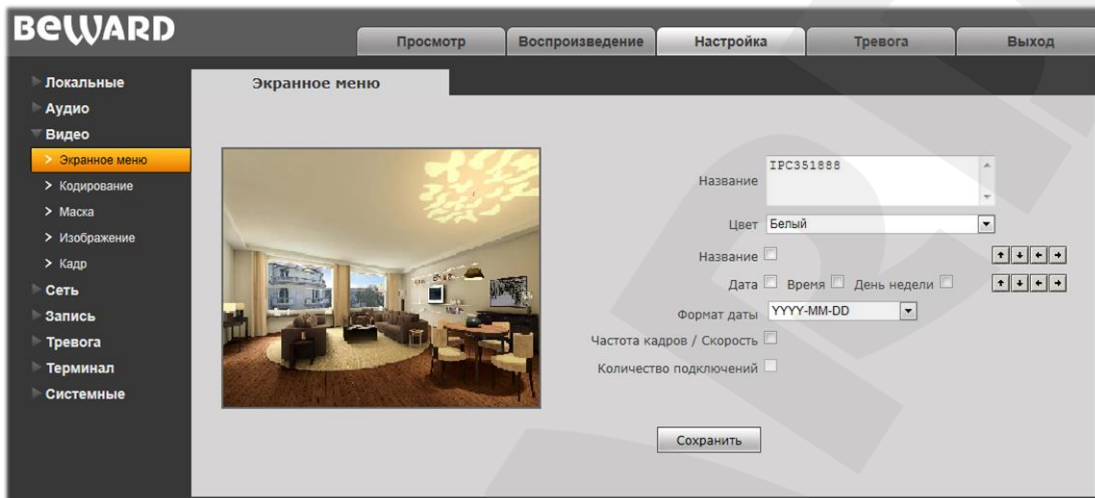 BEWARD
Просмотр
Воспроизведение
Настройка
Тревога
Выход
Локальные
Аудио
Видео
Экранное меню
Кодирование
Маска
Изображение
Кадр
Сеть
Запись
Тревога
Терминал
Системные
Экранное меню
Название IPC351888
Цвет Белый
Название
Дата Время День недели
Формат даты YYYY-MM-DD
Частота кадров / Скорость
Количество подключений
Сохранить